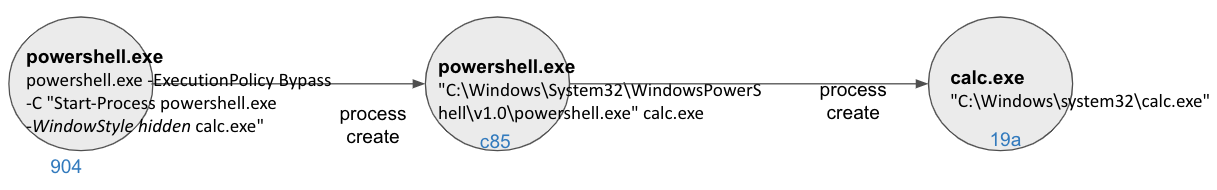 powershell.exe
powershell.exe -ExecutionPolicy Bypass
-C "Start-Process powershell.exe
-WindowStyle hidden calc.exe"
904
process
create
powershell.exe
"C:\Windows\System32\WindowsPowerS
hell\v1.0\powershell.exe" calc.exe
c85
process
create
calc.exe
"C:\Windows\system32\calc.exe"
19a